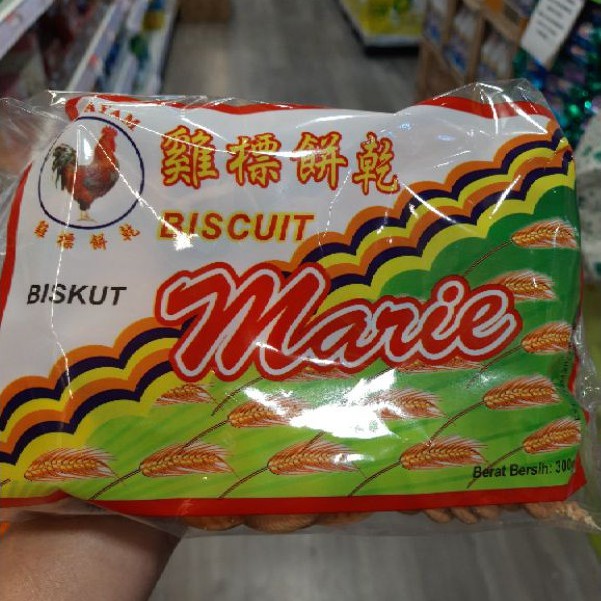 AYAM
雞標餅乾
雞標餅乾
BISCUIT
BISKUT
Marie
Berat Bersih: 300